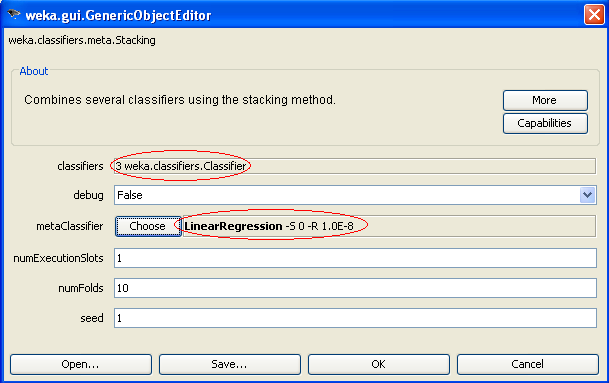 weka.gui.GenericObjectEditor
weka.classifiers.meta.Stacking
About
Combines several classifiers using the stacking method.
More
Capabilities
classifiers 3 weka.classifiers.Classifier
debug False
metaClassifier Choose LinearRegression -S 0 -R 1.0E-8
numExecutionSlots 1
numFolds 10
seed 1
Open... Save... OK Cancel